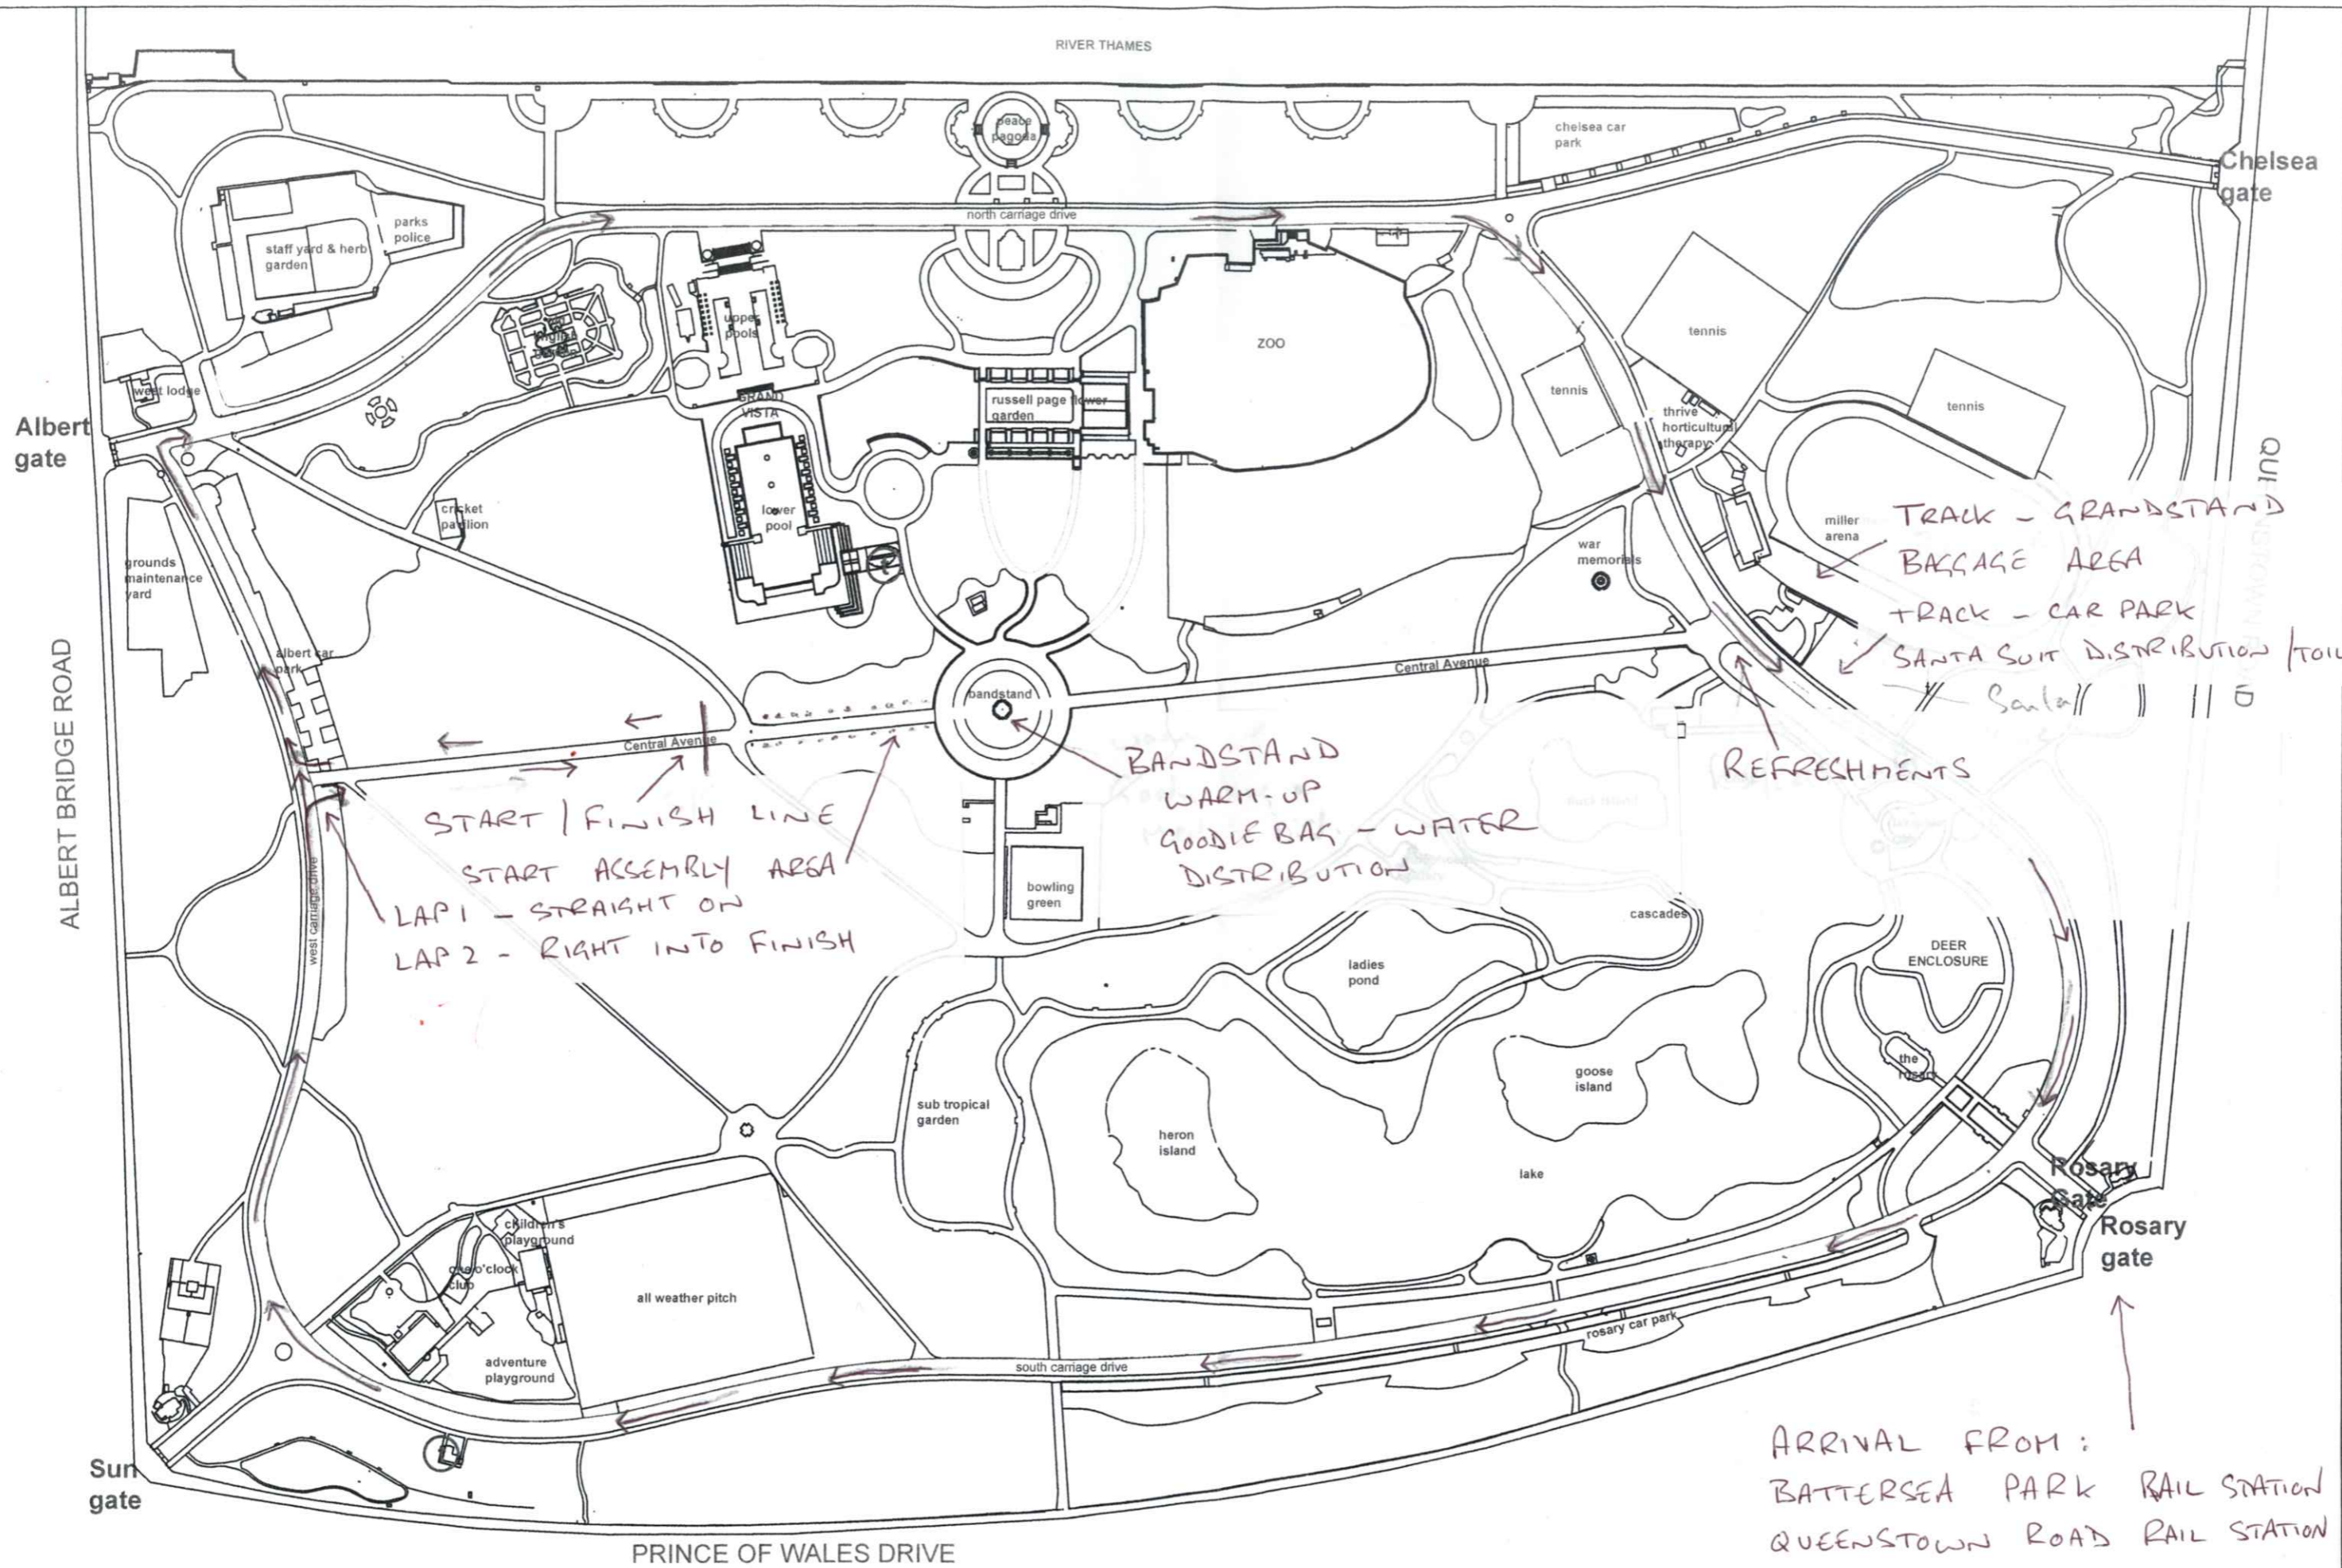 RIVER THAMES
peace
pagoda
chelsea car
park
Chelsea
gate
north carriage drive
parks
police
staff yard & herb
garden
upper
pools
ZOO
tennis
tennis
tennis
west lodge
GRAND
VISTA
russell page flower
garden
thrive
horticultural
therapy
Albert
gate
cricket
pavilion
lower
pool
miller
arena
TRACK - GRANDSTAND
BAGGAGE AREA
TRACK - CAR PARK
SANTA SUIT DISTRIBUTION / TOIL
Santa
war
memorials
grounds
maintenance
yard
albert car
park
ALBERT BRIDGE ROAD
bandstand
Central Avenue
Central Avenue
REFRESHMENTS
BANDSTAND
WARM-UP
GOODIE BAG - WATER
DISTRIBUTION
START / FINISH LINE
START ASSEMBLY AREA
LAP 1 - STRAIGHT ON
LAP 2 - RIGHT INTO FINISH
west carriage drive
bowling
green
cascades
ladies
pond
DEER
ENCLOSURE
the
rosary
goose
island
sub tropical
garden
heron
island
lake
Rosary
Gate
Rosary
gate
children's
playground
one o'clock
club
all weather pitch
adventure
playground
south carriage drive
rosary car park
Sun
gate
ARRIVAL FROM:
BATTERSEA PARK RAIL STATION
QUEENSTOWN ROAD RAIL STATION
PRINCE OF WALES DRIVE